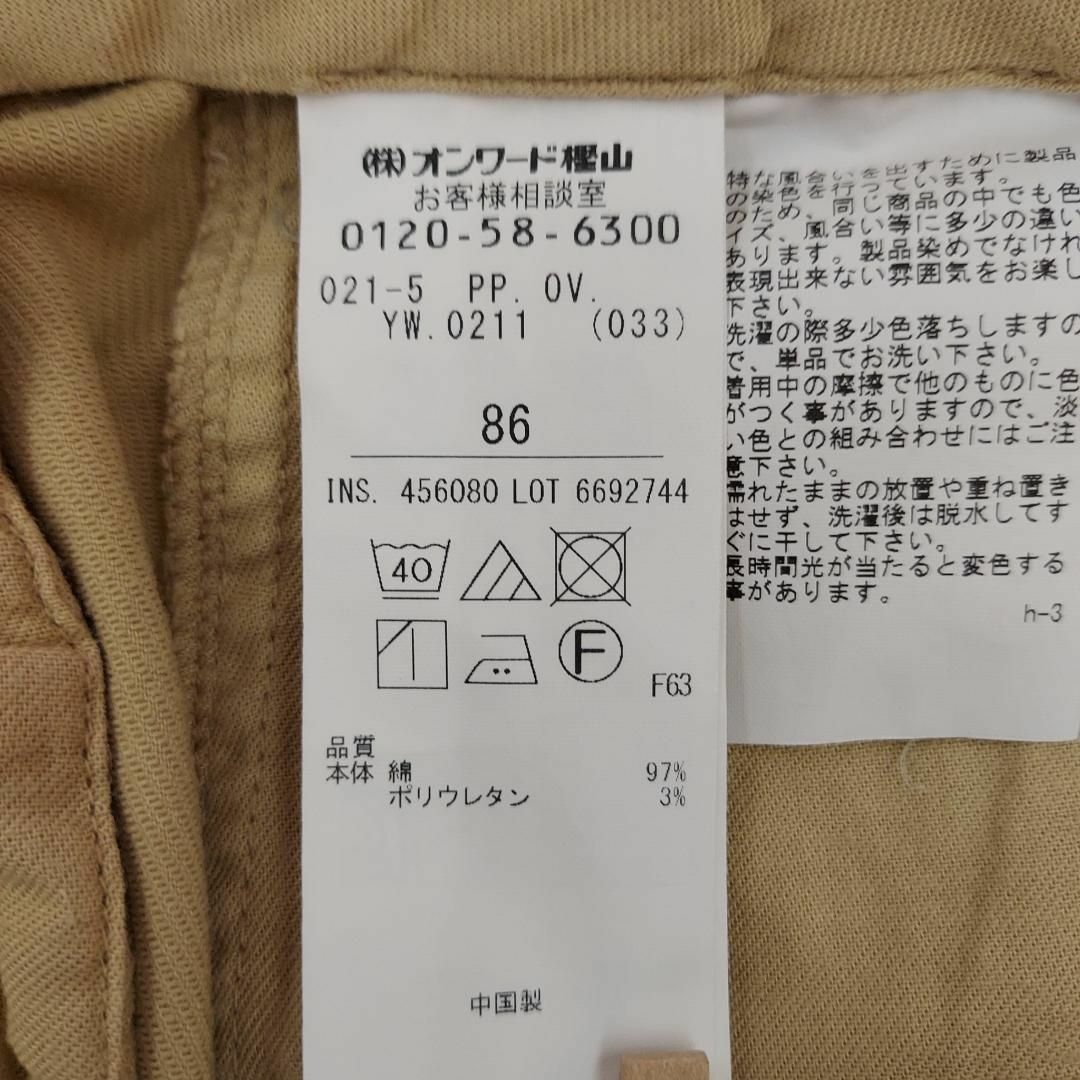 (株)オンワード樫山
お客様相談室
0120-58-6300
021-5 PP. OV.
YW.0211 (033)
86
INS. 456080 LOT 6692744
40
F
F63
品質
本体 綿 97%
ポリウレタン 3%
中国製
特な風合いを出すために製品
の染色を行っています。
のため、同じ商品の中でも色
イズ、風合い等に多少の違い
あります。製品染めでなけれ
表現出来ない雰囲気をお楽し
下さい。
洗濯の際多少色落ちしますの
で、単品でお洗い下さい。
着用中の摩擦で他のものに色
がつく事がありますので、淡
い色との組み合わせにはご注
意下さい。
濡れたままの放置や重ね置き
はせず、洗濯後は脱水してす
ぐに干して下さい。
長時間光が当たると変色する
事があります。
h-3